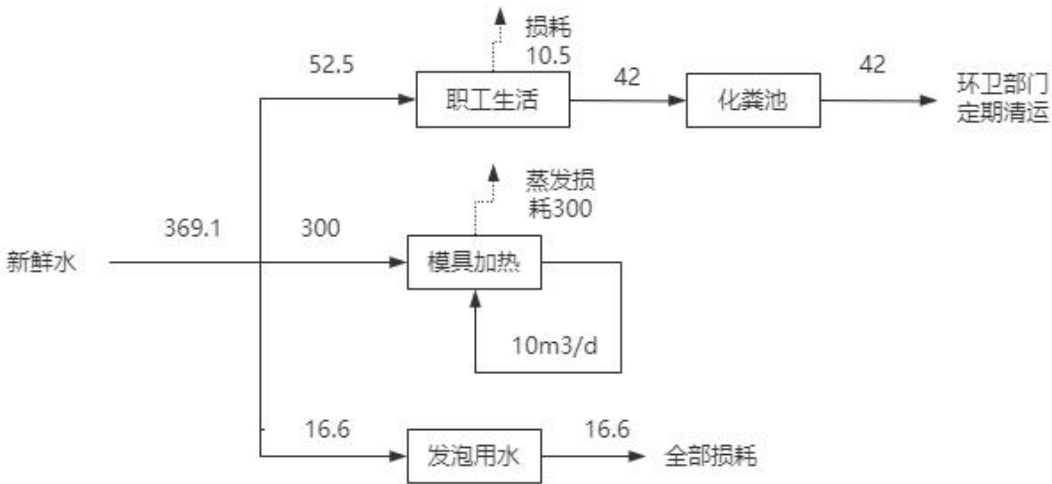 损耗
10.5
52.5
职工生活
42
化粪池
42
环卫部门
定期清运
蒸发损
耗300
369.1
300
新鲜水
模具加热
10m3/d
16.6
发泡用水
16.6
全部损耗